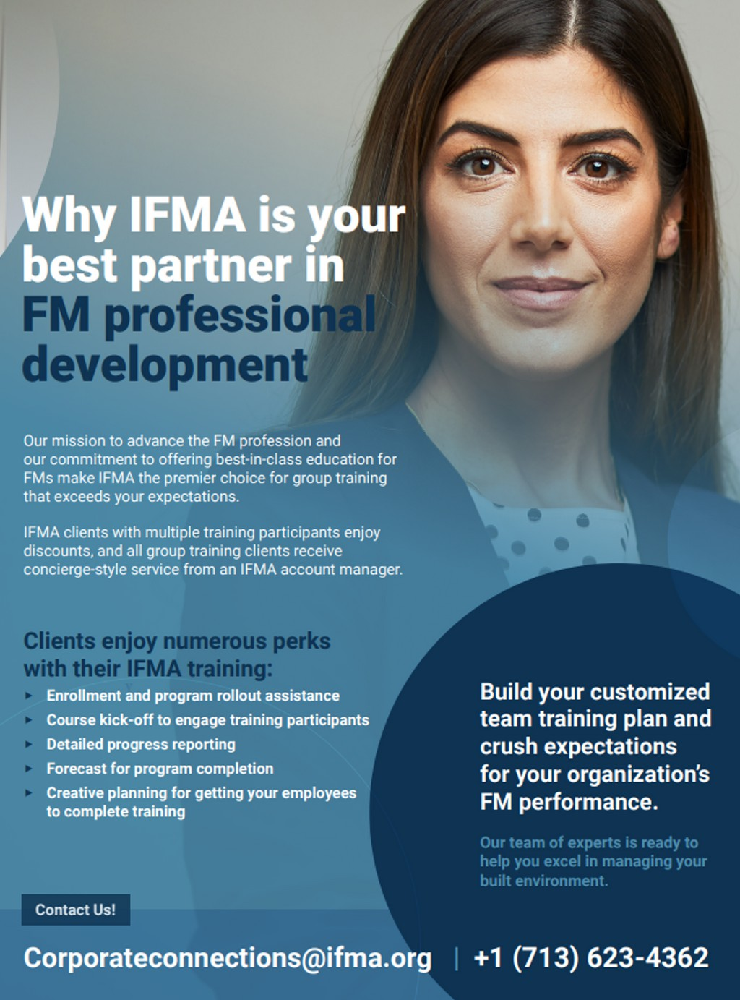 Why IFMA is your
best partner in
FM professional
development
Our mission to advance the FM profession and
our commitment to offering best-in-class education for
FMs make IFMA the premier choice for group training
that exceeds your expectations.
IFMA clients with multiple training participants enjoy
discounts, and all group training clients receive
concierge-style service from an IFMA account manager.
Clients enjoy numerous perks
with their IFMA training:
Enrollment and program rollout assistance
Course kick-off to engage training participants
Detailed progress reporting
Forecast for program completion
Creative planning for getting your employees
to complete training
Build your customized
team training plan and
crush expectations
for your organization’s
FM performance.
Our team of experts is ready to
help you excel in managing your
built environment.
Contact Us!
Corporateconnections@ifma.org | +1 (713) 623-4362